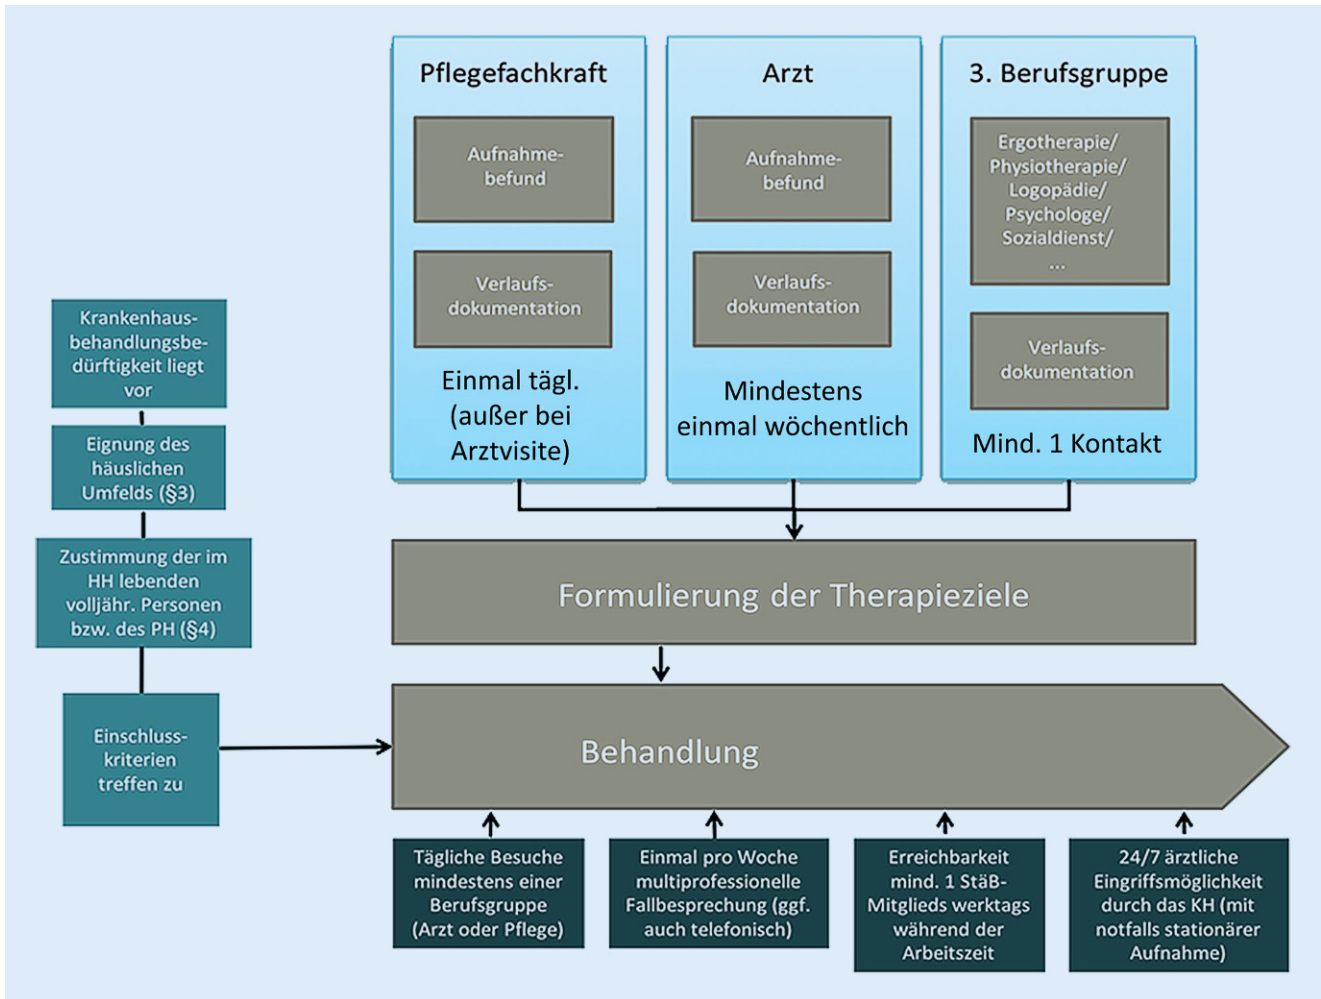 Pflegefachkraft
Aufnahme-
befund
Verlaufs-
dokumentation
Einmal tägl.
(außer bei
Arztvisite)
Arzt
Aufnahme-
befund
Verlaufs-
dokumentation
Mindestens
einmal wöchentlich
3. Berufsgruppe
Ergotherapie/
Physiotherapie/
Logopädie/
Psychologe/
Sozialdienst/
...
Verlaufs-
dokumentation
Mind. 1 Kontakt
Krankenhaus-
behandlungsbe-
dürftigkeit liegt
vor
Eignung des
häuslichen
Umfelds (§3)
Zustimmung der im
HH lebenden
volljähr. Personen
bzw. des PH (§4)
Einschluss-
kriterien
treffen zu
Formulierung der Therapieziele
Behandlung
Tägliche Besuche
mindestens einer
Berufsgruppe
(Arzt oder Pflege)
Einmal pro Woche
multiprofessionelle
Fallbesprechung (ggf.
auch telefonisch)
Erreichbarkeit
mind. 1 StäB-
Mitglieds werktags
während der
Arbeitszeit
24/7 ärztliche
Eingriffsmöglichkeit
durch das KH (mit
notfalls stationärer
Aufnahme)